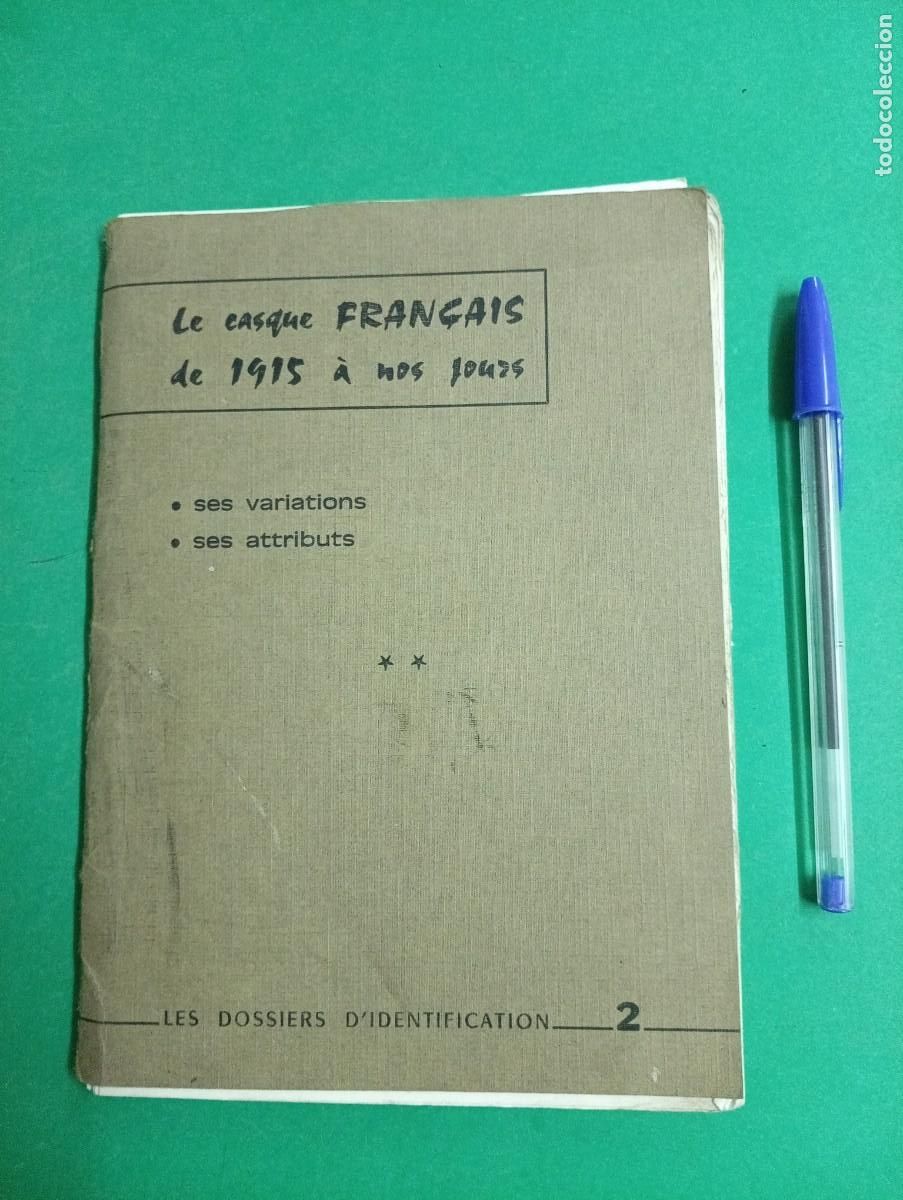 Le casque FRANÇAIS
de 1915 à nos jours
• ses variations
• ses attributs
★ ★
LES DOSSIERS D'IDENTIFICATION 2
todocoleccion